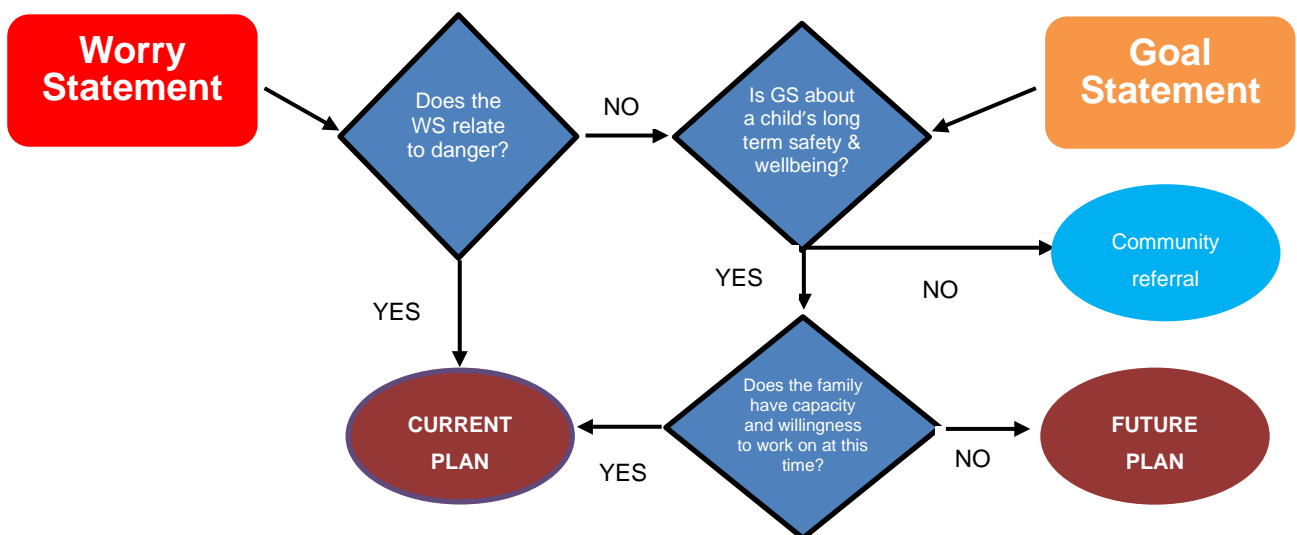 Worry
Statement
Does the
WS relate
to danger?
NO
Is GS about
a child's long
term safety &
wellbeing?
Goal
Statement
Community
referral
YES
YES
NO
CURRENT
PLAN
YES
Does the family
have capacity
and willingness
to work on at this
time?
NO
FUTURE
PLAN